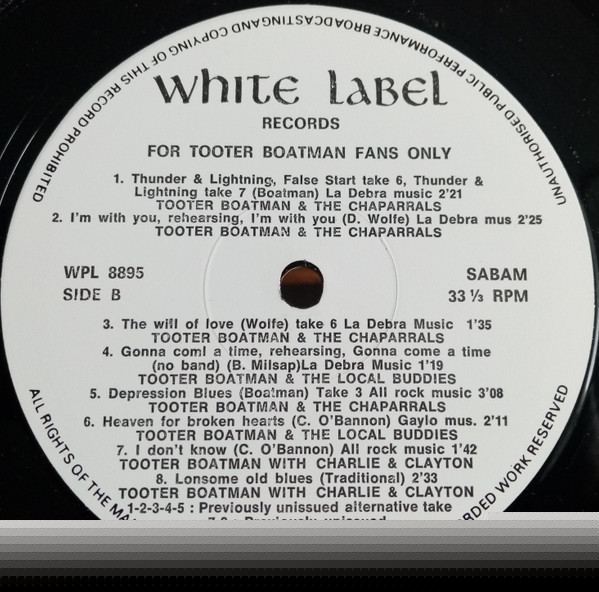 UNAUTHORISED PUBLIC PERFORMANCE BROADCASTING AND COPYING OF THIS RECORD PROHIBITED
WHITE LABEL
RECORDS
FOR TOOTER BOATMAN FANS ONLY
1. Thunder & Lightning, False Start take 6, Thunder &
Lightning take 7 (Boatman) La Debra music 2'21
TOOTER BOATMAN & THE CHAPARRALS
2. I'm with you, rehearsing, I'm with you (D. Wolfe) La Debra mus 2'25
TOOTER BOATMAN & THE CHAPARRALS
WPL 8895 SABAM
SIDE B 33 ⅓ RPM
3. The will of love (Wolfe) take 6 La Debra Music 1'35
TOOTER BOATMAN & THE CHAPARRALS
4. Gonna coml a time, rehearsing, Gonna come a time
(no band) (B. Milsap)La Debra Music 1'19
TOOTER BOATMAN & THE LOCAL BUDDIES
5. Depression Blues (Boatman) Take 3 All rock music 3'08
TOOTER BOATMAN & THE CHAPARRALS
6. Heaven for broken hearts (C. O'Bannon) Gaylo mus. 2'11
TOOTER BOATMAN & THE LOCAL BUDDIES
7. I don't know (C. O'Bannon) All rock music 1'42
TOOTER BOATMAN WITH CHARLIE & CLAYTON
8. Lonsome old blues (Traditional) 2'33
TOOTER BOATMAN WITH CHARLIE & CLAYTON
1-2-3-4-5 : Previously unissued alternative take
ALL RIGHTS OF THE
WORK RESERVED